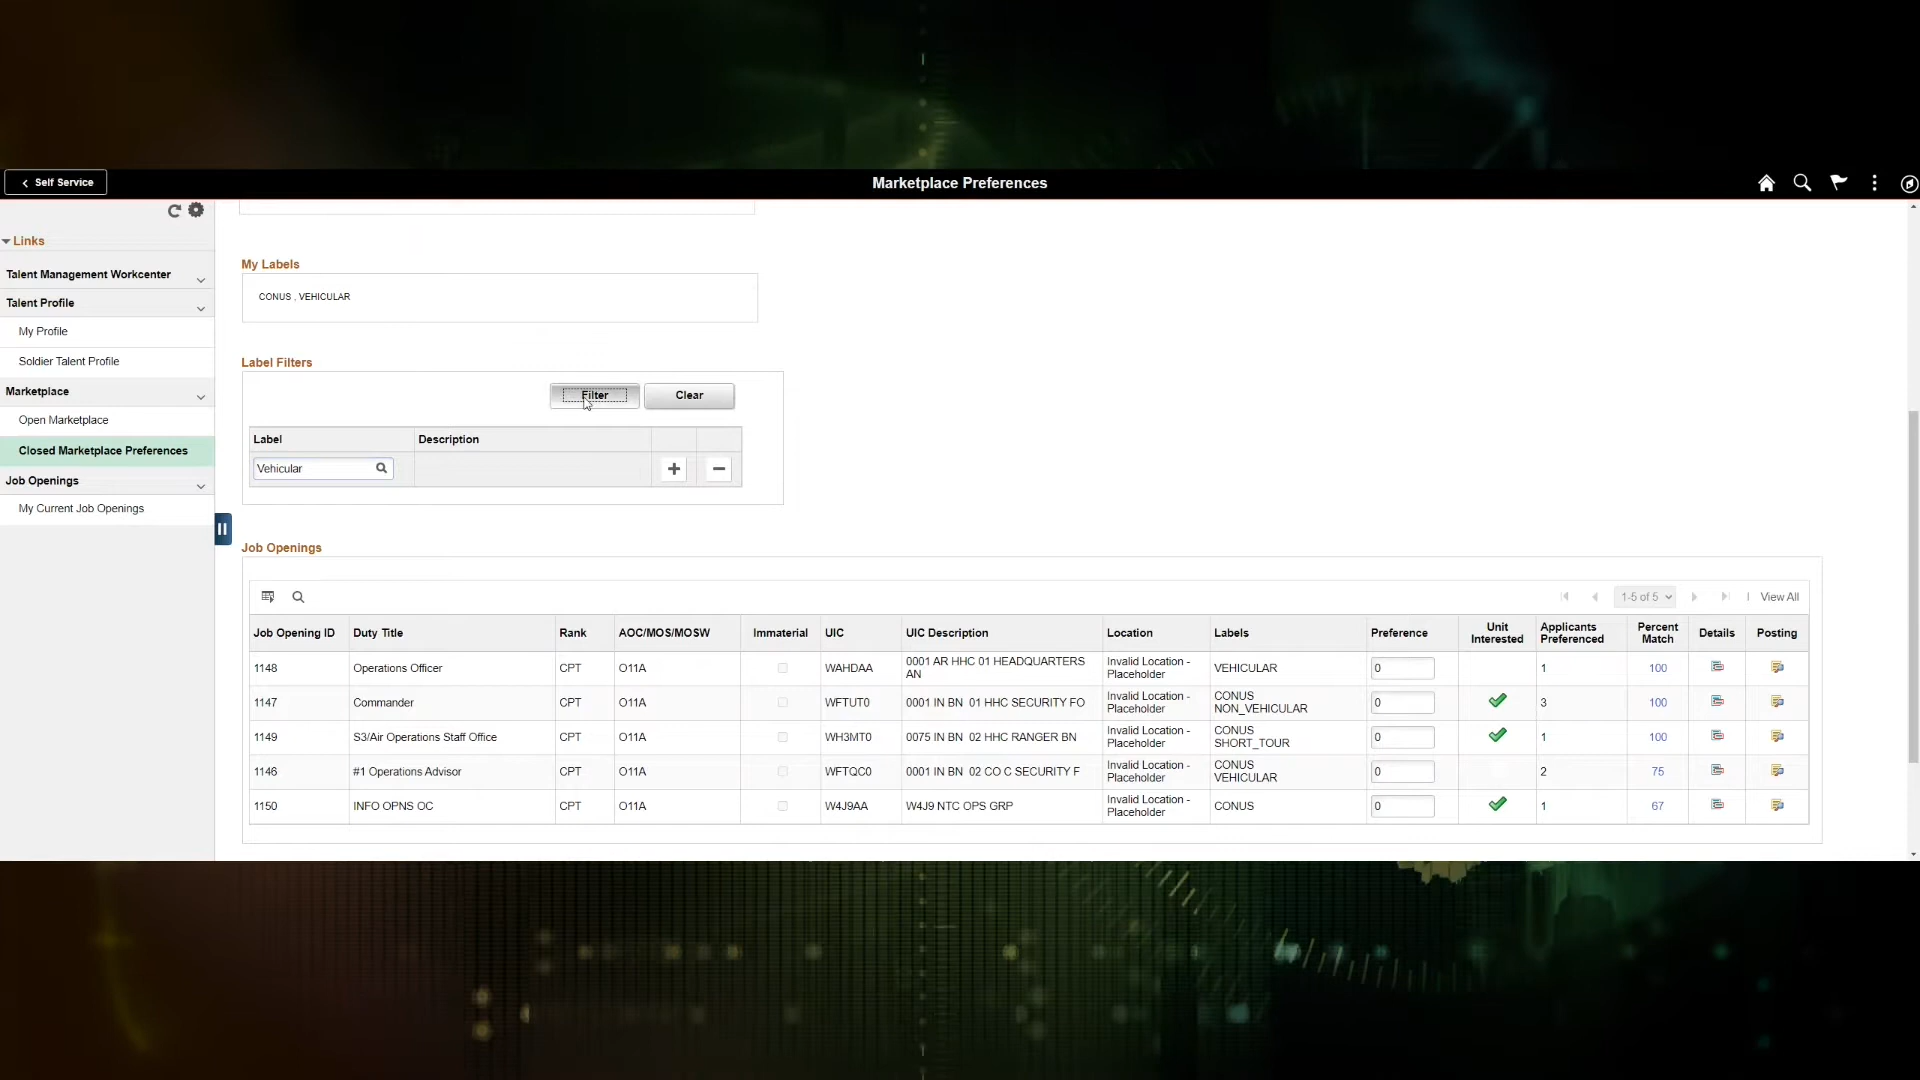 Self Service
Marketplace Preferences
Links
Talent Management Workcenter
Talent Profile
My Profile
Soldier Talent Profile
Marketplace
Open Marketplace
Closed Marketplace Preferences
Job Openings
My Current Job Openings
My Labels
CONUS , VEHICULAR
Label Filters
Filter Clear
Label Description
Vehicular
Job Openings
1-5 of 5 View All
Job Opening ID Duty Title Rank AOC/MOS/MOSW Immaterial UIC UIC Description Location Labels Preference Unit Interested Applicants Preferenced Percent Match Details Posting
1148 Operations Officer CPT O11A WAHDAA 0001 AR HHC 01 HEADQUARTERS AN Invalid Location - Placeholder VEHICULAR 0 1 100
1147 Commander CPT O11A WFTUT0 0001 IN BN 01 HHC SECURITY FO Invalid Location - Placeholder CONUS NON_VEHICULAR 0 3 100
1149 S3/Air Operations Staff Office CPT O11A WH3MT0 0075 IN BN 02 HHC RANGER BN Invalid Location - Placeholder CONUS SHORT_TOUR 0 1 100
1146 #1 Operations Advisor CPT O11A WFTQC0 0001 IN BN 02 CO C SECURITY F Invalid Location - Placeholder CONUS VEHICULAR 0 2 75
1150 INFO OPNS OC CPT O11A W4J9AA W4J9 NTC OPS GRP Invalid Location - Placeholder CONUS 0 1 67